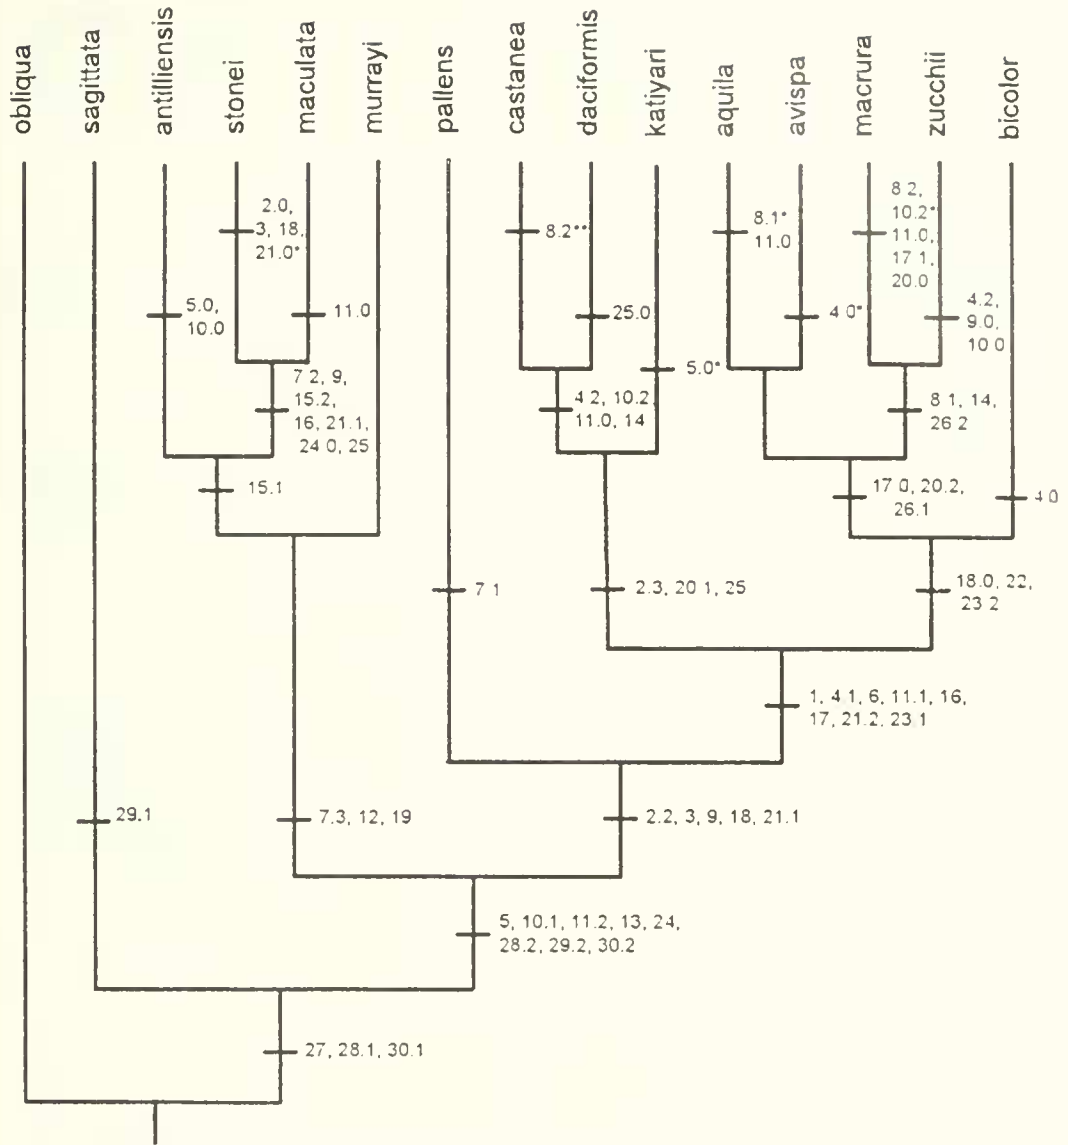 obliqua
sagittata
antilliensis
stonei
maculata
murrayi
pallens
castanea
daciformis
katiyari
aquila
avispa
macrura
zucchii
bicolor
2.0,
3, 18,
21.0*
8.2**
8.1*
11.0
8 2,
10.2*
11.0,
17 1,
20.0
5.0,
10.0
11.0
25.0
4.0*
4.2,
9.0,
10 0
5.0*
7 2, 9,
15.2,
16, 21.1,
24 0, 25
4.2, 10.2,
11.0, 14
8 1, 14,
26 2
15.1
17 0, 20.2,
26.1
4 0
7 1
2.3, 20 1, 25
18.0, 22,
23 2
1, 4.1, 6, 11.1, 16,
17, 21.2, 23.1
29.1
7.3, 12, 19
2.2, 3, 9, 18, 21.1
5, 10.1, 11.2, 13, 24,
28.2, 29.2, 30.2
27, 28.1, 30.1